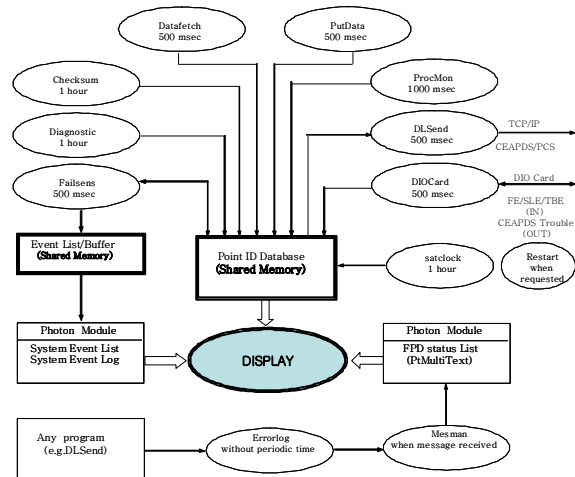 Datafetch
500 msec
PutData
500 msec
Checksum
1 hour
ProcMon
1000 msec
Diagnostic
1 hour
DLSend
500 msec
TCP/IP
CEAPDS/PCS
Failsens
500 msec
DIOCard
500 msec
DIO Card
FE/SLE/TBE
(IN)
CEAPDS Trouble
(OUT)
Event List/Buffer
(Shared Memory)
Point ID Database
(Shared Memory)
satclock
1 hour
Restart
when
requested
Photon Module
System Event List
System Event Log
DISPLAY
Photon Module
FPD status List
(PtMultiText)
Any program
(e.g.DLSend)
Errorlog
without periodic time
Mesman
when message received